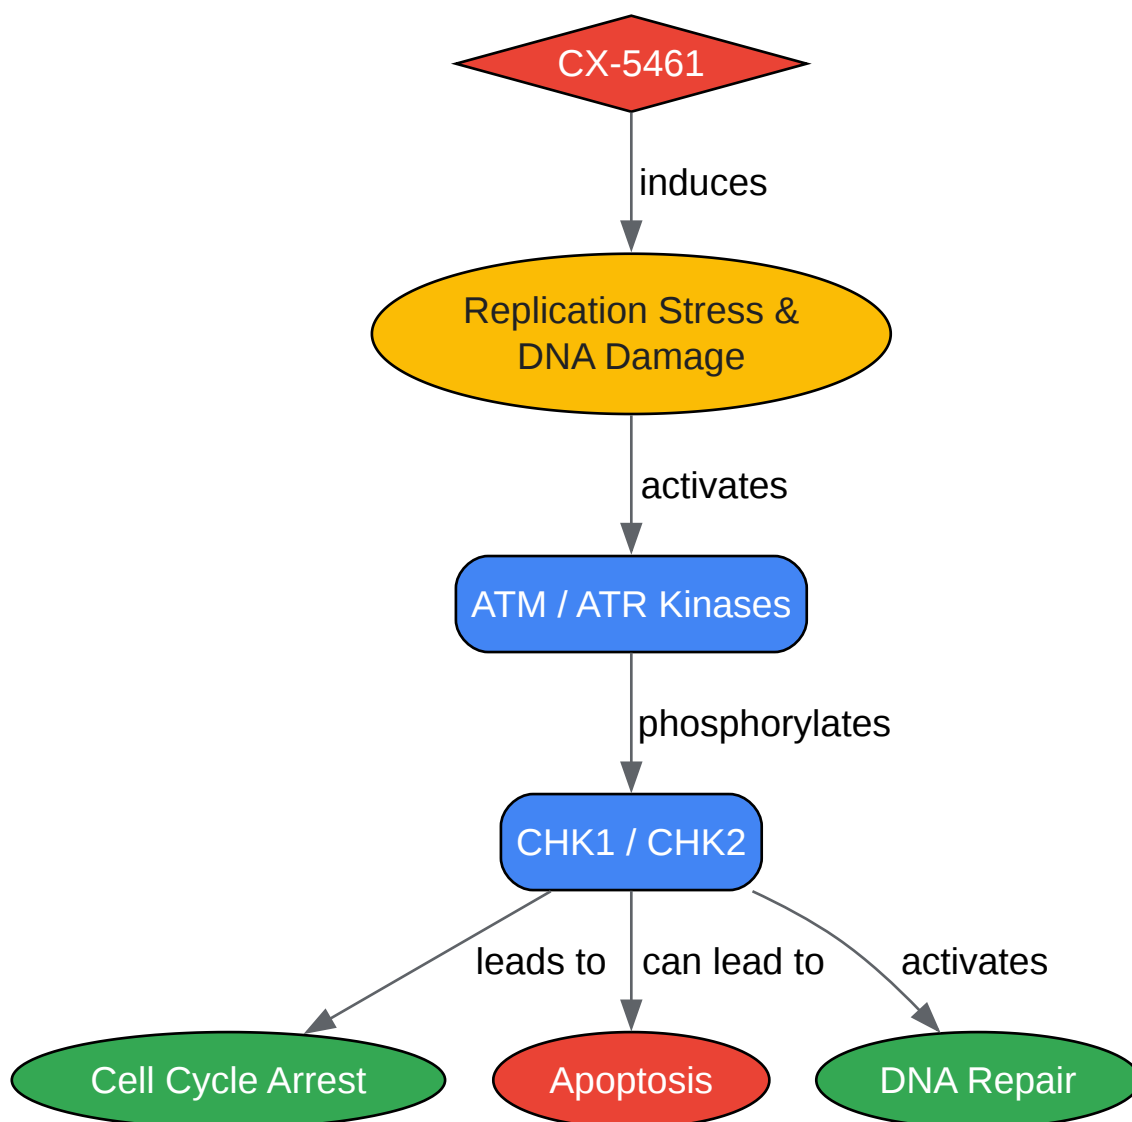 CX-5461
induces
Replication Stress &
DNA Damage
activates
ATM / ATR Kinases
phosphorylates
CHK1 / CHK2
leads to
can lead to
activates
Cell Cycle Arrest
Apoptosis
DNA Repair